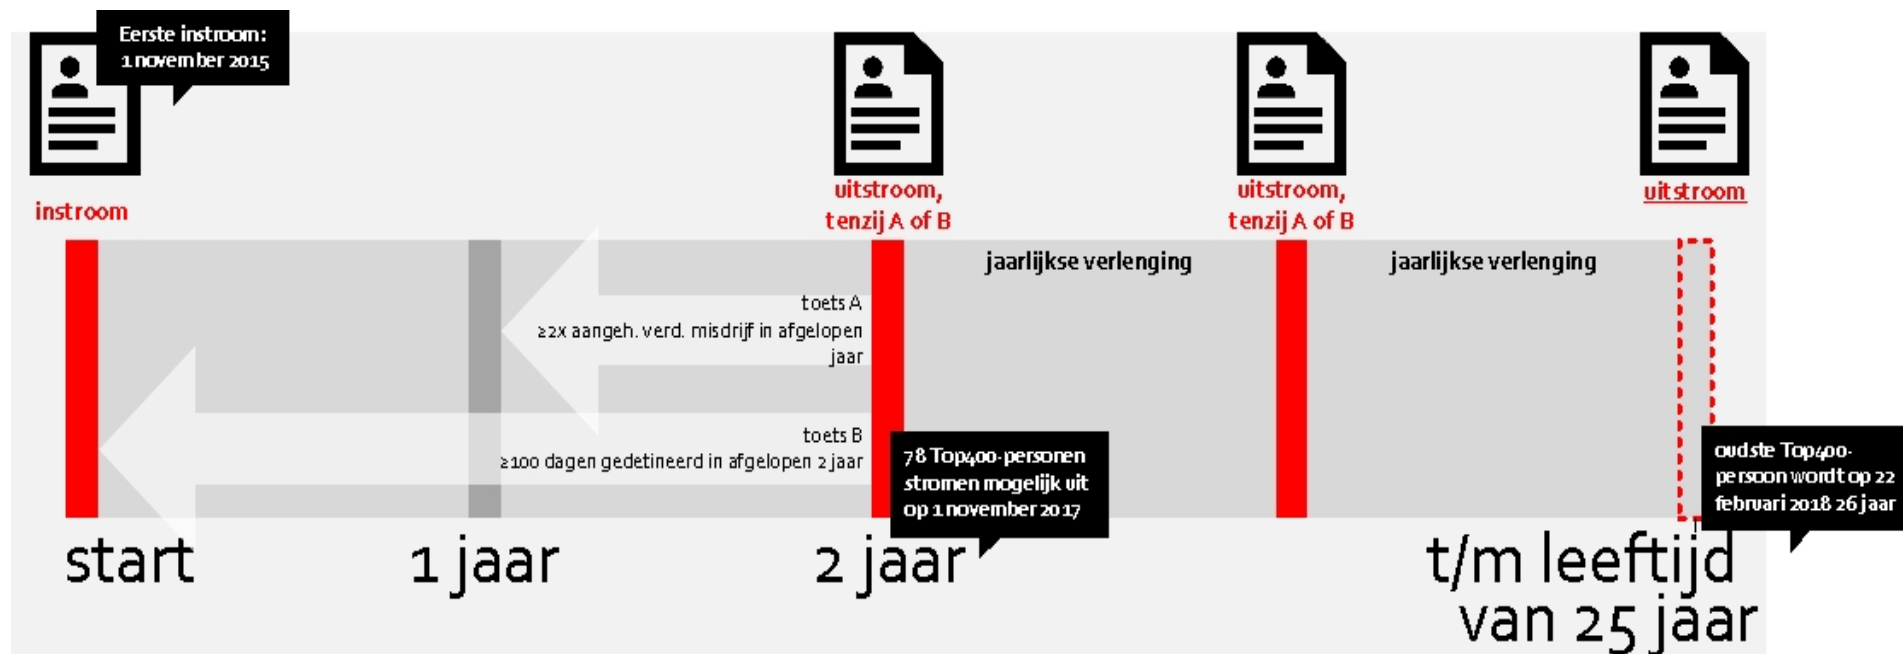 Eerste instroom:
1 november 2015
instroom
uitstroom,
tenzij A of B
uitstroom,
tenzij A of B
uitstroom
jaarlijkse verlenging
jaarlijkse verlenging
toets A
≥2x aangeh. verd. misdrijf in afgelopen
jaar
toets B
≥100 dagen gedetineerd in afgelopen 2 jaar
78 Top400-personen
stromen mogelijk uit
op 1 november 2017
oudste Top400-
persoon wordt op 22
februari 2018 26 jaar
start
1 jaar
2 jaar
t/m leeftijd
van 25 jaar